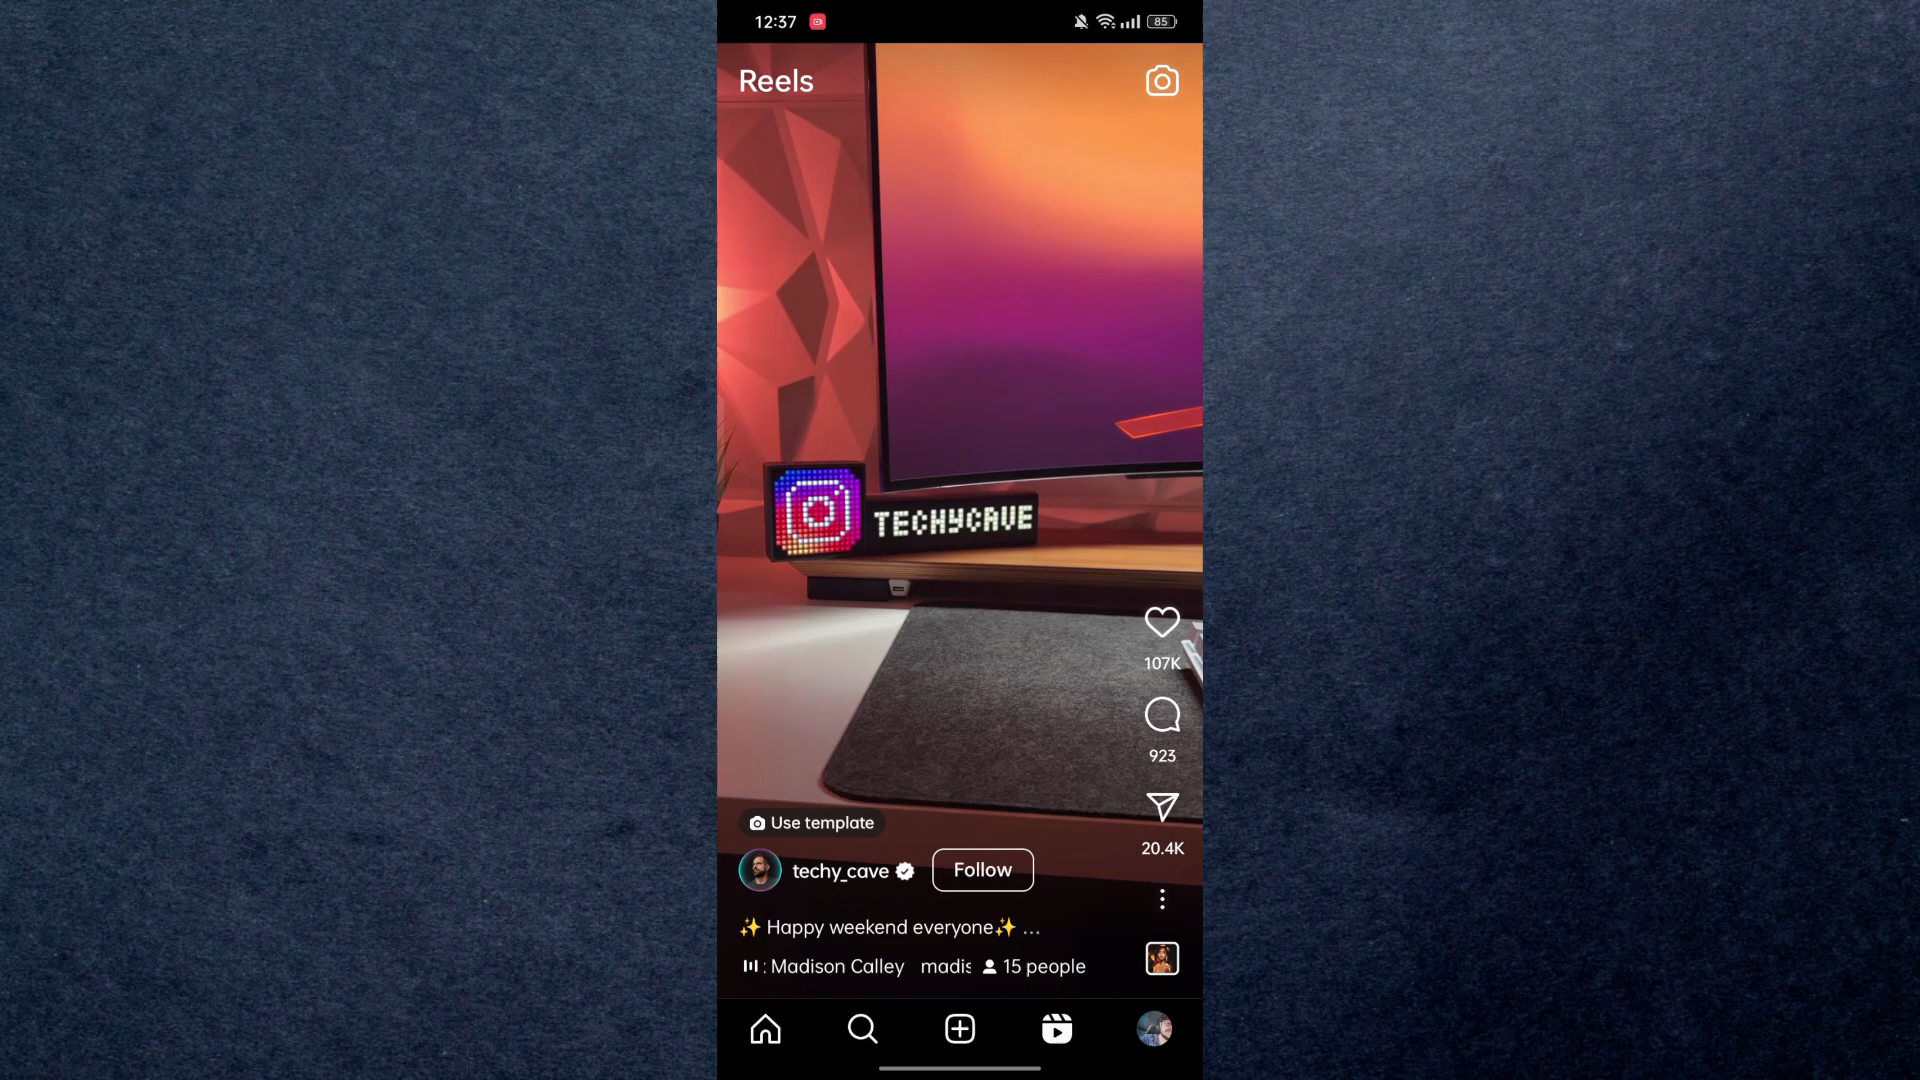 12:37
85
Reels
TECHYCAVE
107K
923
Use template
20.4K
techy_cave
Follow
✨ Happy weekend everyone✨ ...
: Madison Calley madis 15 people